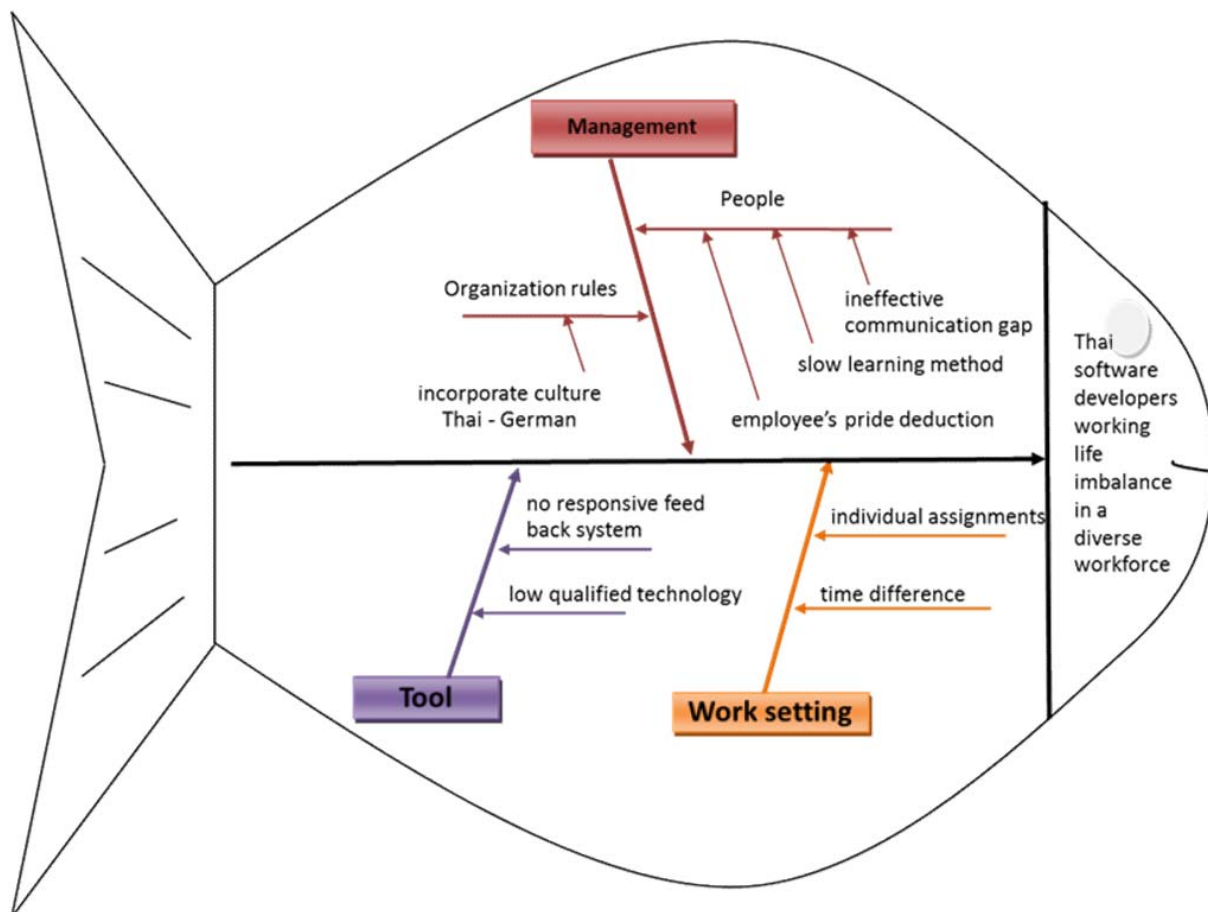 Management
People
Organization rules
ineffective
communication gap
slow learning method
incorporate culture
Thai - German
employee's pride deduction
Thai
software
developers
working
life
imbalance
in a
diverse
workforce
no responsive feed
back system
individual assignments
low qualified technology
time difference
Tool
Work setting